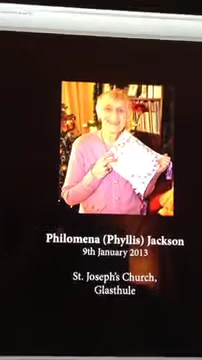 Philomena (Phyllis) Jackson
9th January 2013
St. Joseph's Church,
Glasthule